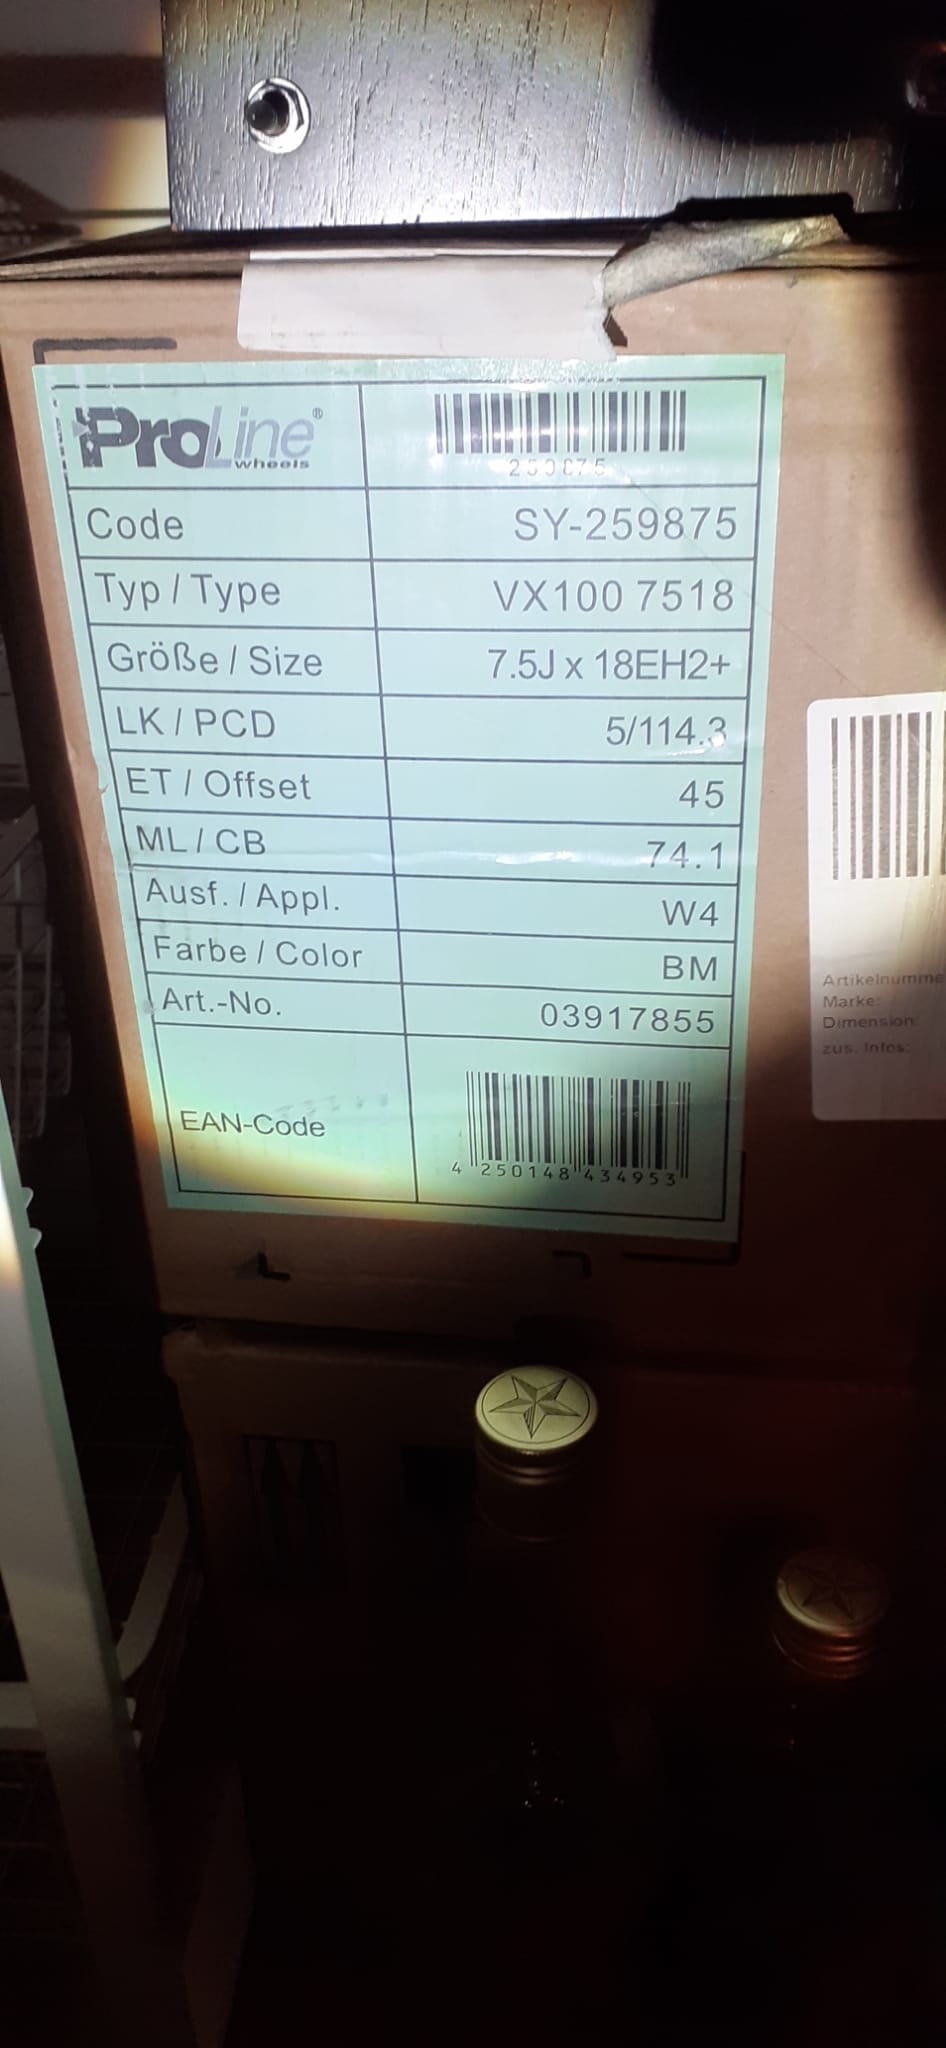 ProLine®
wheels
Code SY-259875
Typ / Type VX100 7518
Größe / Size 7.5J x 18EH2+
LK / PCD 5/114.3
ET / Offset 45
ML / CB 74.1
Ausf. / Appl. W4
Farbe / Color BM
Art.-No. 03917855
EAN-Code
4 250148 434953
Artikelnumme
Marke:
Dimension:
zus. Infos: